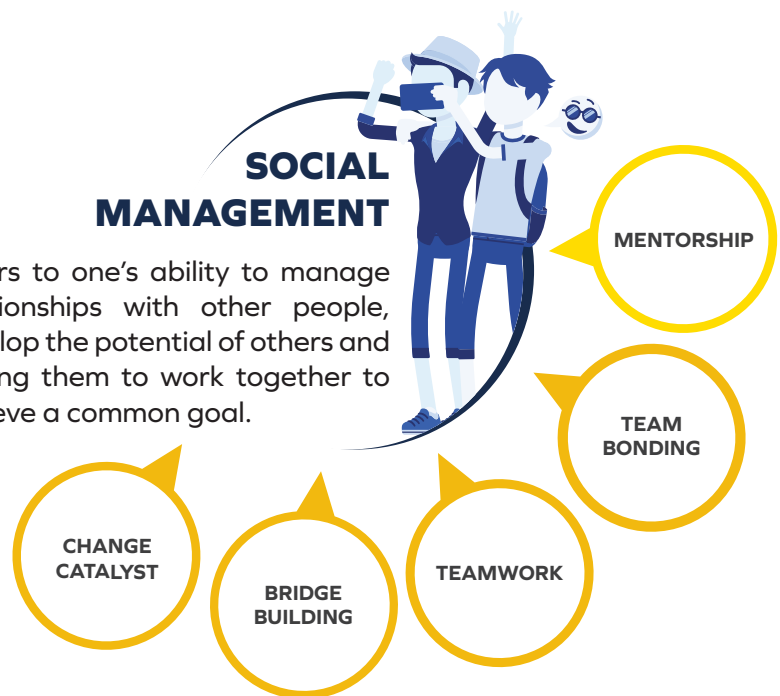 SOCIAL
MANAGEMENT
to one's ability to manage
with other people,
the potential of others and
them to work together to
a common goal.
MENTORSHIP
TEAM
BONDING
TEAMWORK
BRIDGE
BUILDING
CHANGE
CATALYST